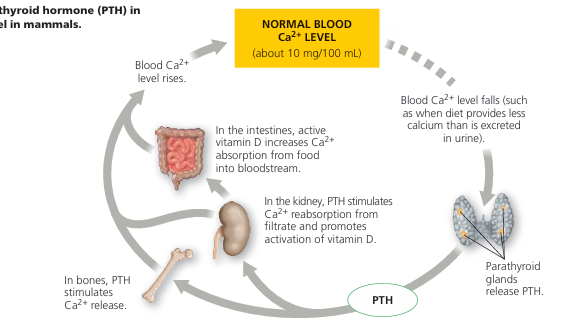 thyroid hormone (PTH) in
el in mammals.
NORMAL BLOOD
Ca²⁺ LEVEL
(about 10 mg/100 mL)
Blood Ca²⁺
level rises.
Blood Ca²⁺ level falls (such
as when diet provides less
calcium than is excreted
in urine).
In the intestines, active
vitamin D increases Ca²⁺
absorption from food
into bloodstream.
In the kidney, PTH stimulates
Ca²⁺ reabsorption from
filtrate and promotes
activation of vitamin D.
Parathyroid
glands
release PTH.
In bones, PTH
stimulates
Ca²⁺ release.
PTH